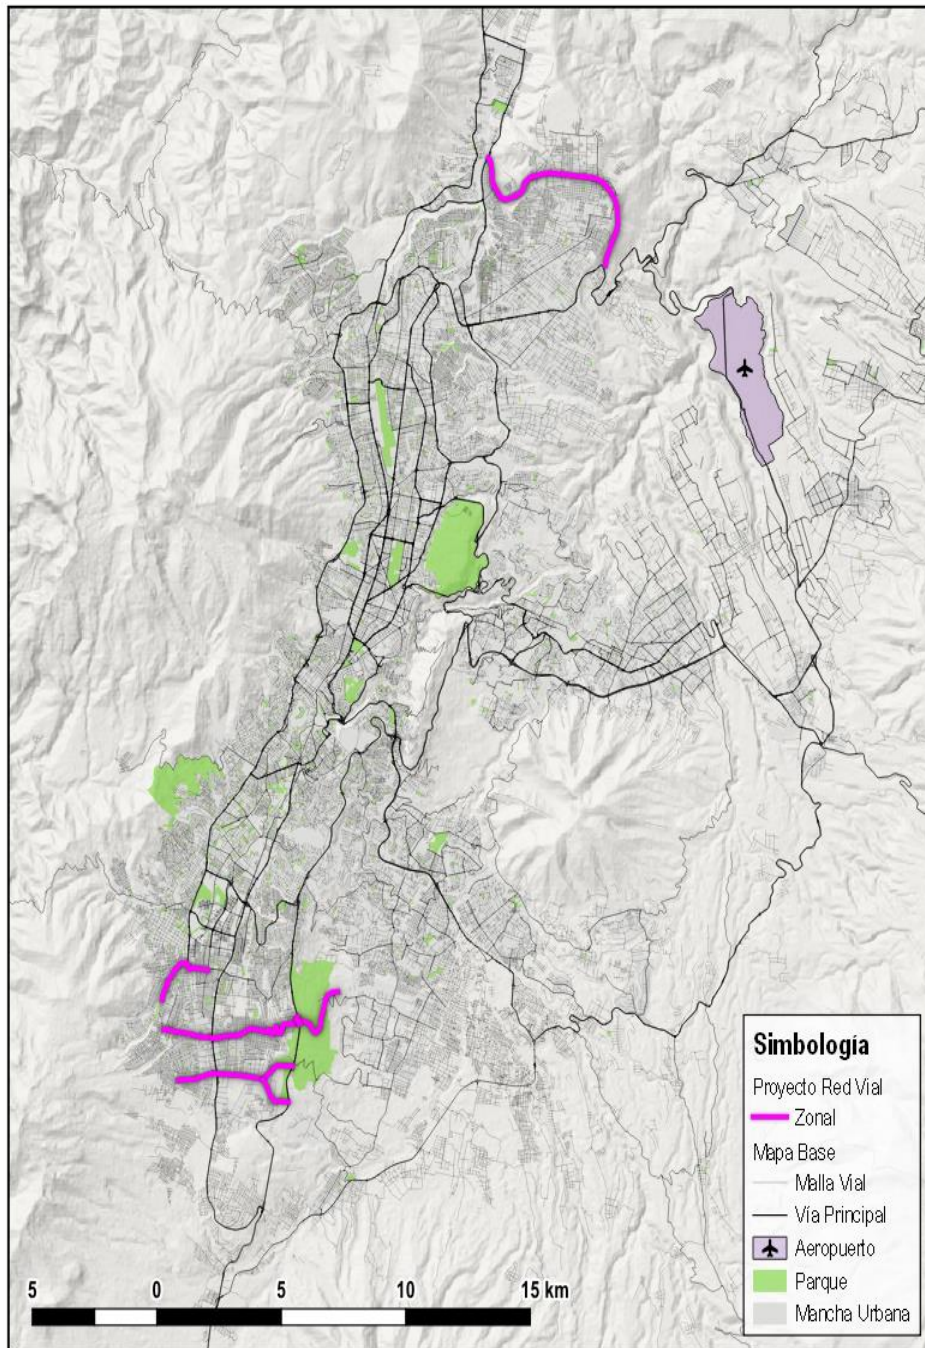 Simbología
Proyecto Red Vial
Zonal
Mapa Base
Malla Vial
Vía Principal
Aeropuerto
Parque
Mancha Urbana
5 0 5 10 15 km